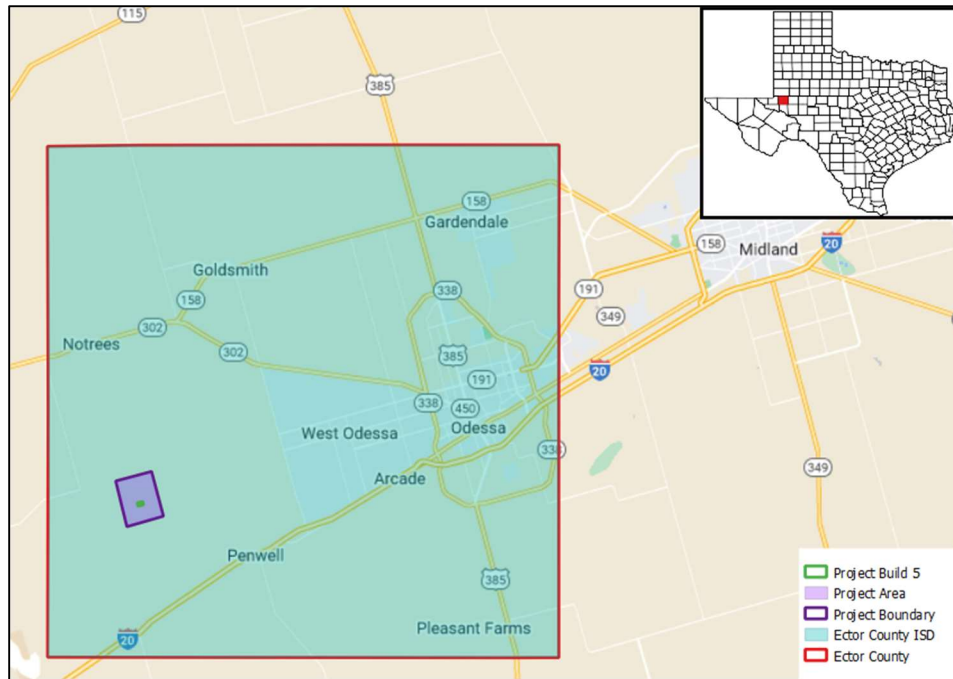 115
385
158
Gardendale
158
Midland
20
Goldsmith
158
338
191
349
302
Notrees
302
385
191
20
338
450
West Odessa
Odessa
338
Arcade
349
Penwell
385
20
Pleasant Farms
Project Build 5
Project Area
Project Boundary
Ector County ISD
Ector County